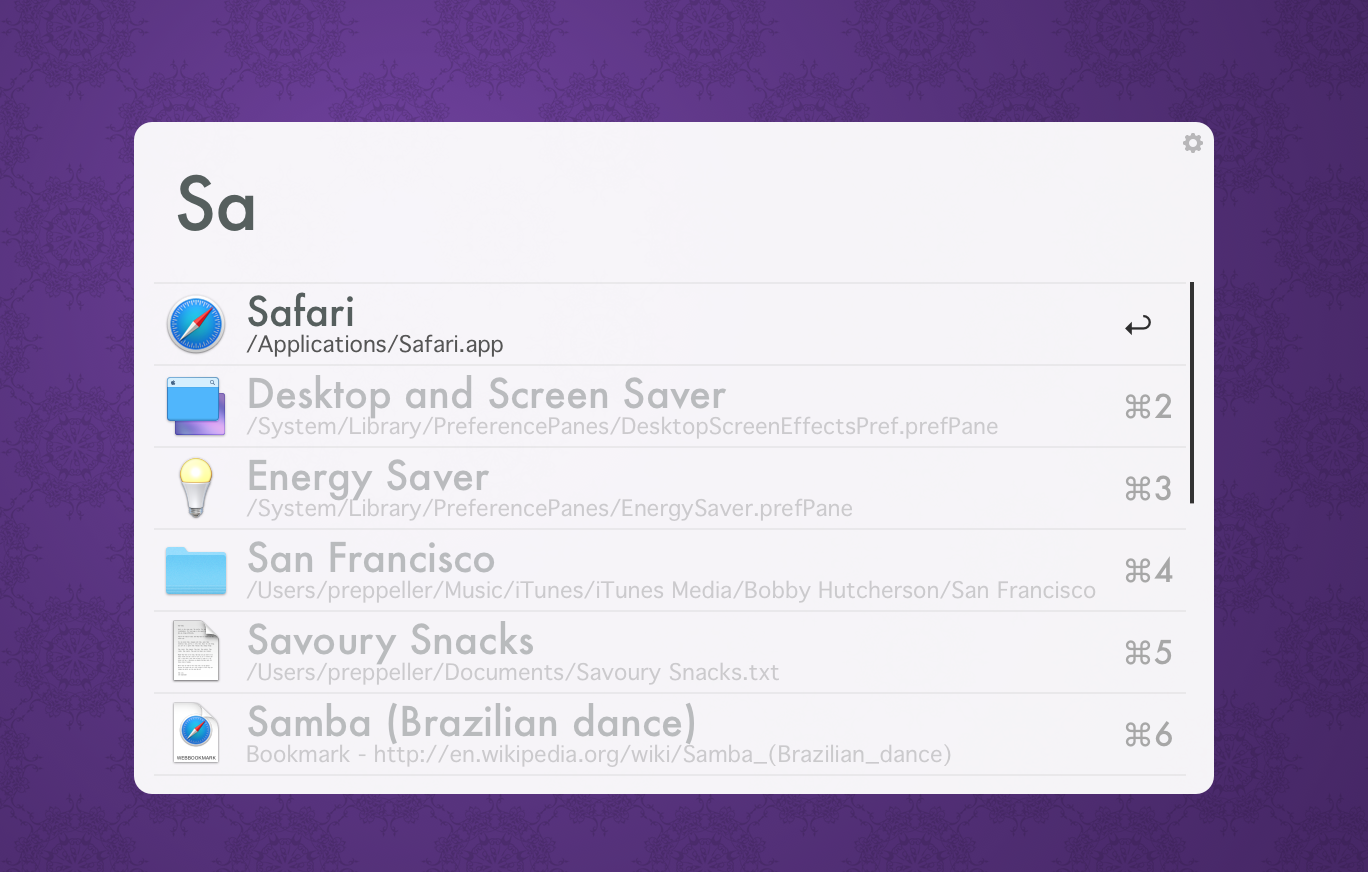 Sa
Safari
/Applications/Safari.app
Desktop and Screen Saver
/System/Library/PreferencePanes/DesktopScreenEffectsPref.prefPane
⌘2
Energy Saver
/System/Library/PreferencePanes/EnergySaver.prefPane
⌘3
San Francisco
/Users/preppeller/Music/iTunes/iTunes Media/Bobby Hutcherson/San Francisco
⌘4
Savoury Snacks
/Users/preppeller/Documents/Savoury Snacks.txt
⌘5
Samba (Brazilian dance)
Bookmark - http://en.wikipedia.org/wiki/Samba_(Brazilian_dance)
⌘6
WEBBOOKMARK